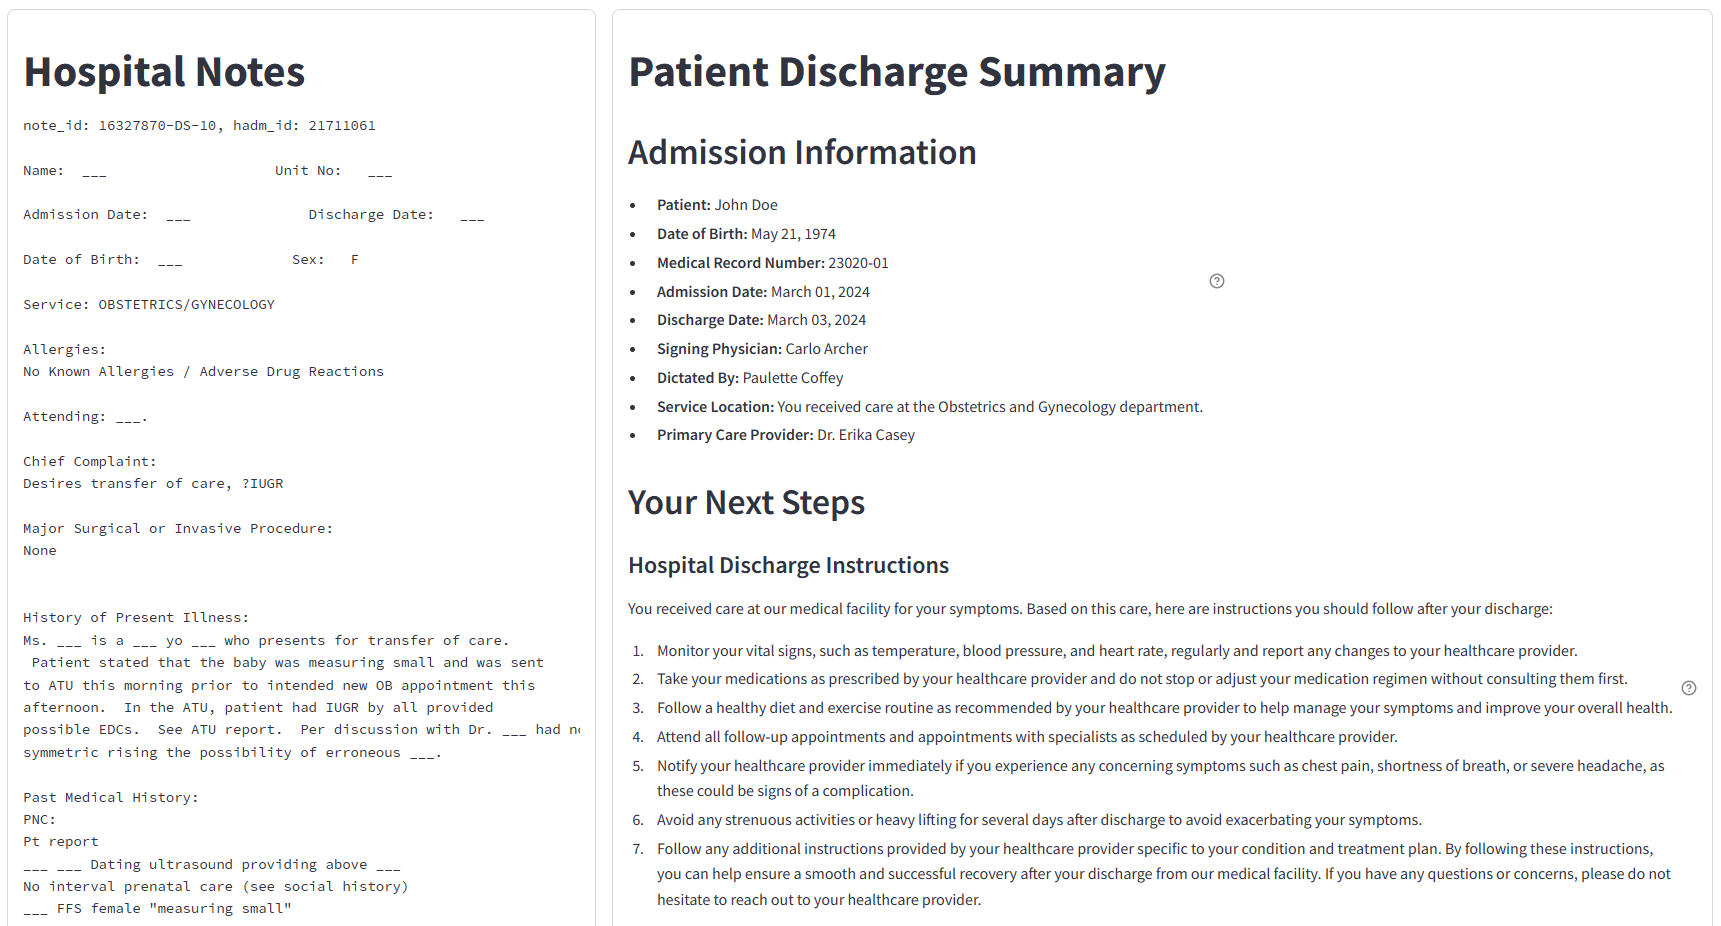 Hospital Notes
note_id: 16327870-DS-10, hadm_id: 21711061
Name: ___ Unit No: ___
Admission Date: ___ Discharge Date: ___
Date of Birth: ___ Sex: F
Service: OBSTETRICS/GYNECOLOGY
Allergies:
No Known Allergies / Adverse Drug Reactions
Attending: ___.
Chief Complaint:
Desires transfer of care, ?IUGR
Major Surgical or Invasive Procedure:
None
History of Present Illness:
Ms. ___ is a ___ yo ___ who presents for transfer of care.
Patient stated that the baby was measuring small and was sent
to ATU this morning prior to intended new OB appointment this
afternoon. In the ATU, patient had IUGR by all provided
possible EDCs. See ATU report. Per discussion with Dr. ___ had
symmetric rising the possibility of erroneous ___.
Past Medical History:
PNC:
Pt report
___ ___ Dating ultrasound providing above ___
No interval prenatal care (see social history)
___ FFS female "measuring small"
Patient Discharge Summary
Admission Information
• Patient: John Doe
• Date of Birth: May 21, 1974
• Medical Record Number: 23020-01
• Admission Date: March 01, 2024
• Discharge Date: March 03, 2024
• Signing Physician: Carlo Archer
• Dictated By: Paulette Coffey
• Service Location: You received care at the Obstetrics and Gynecology department.
• Primary Care Provider: Dr. Erika Casey
Your Next Steps
Hospital Discharge Instructions
You received care at our medical facility for your symptoms. Based on this care, here are instructions you should follow after your discharge:
1. Monitor your vital signs, such as temperature, blood pressure, and heart rate, regularly and report any changes to your healthcare provider.
2. Take your medications as prescribed by your healthcare provider and do not stop or adjust your medication regimen without consulting them first.
3. Follow a healthy diet and exercise routine as recommended by your healthcare provider to help manage your symptoms and improve your overall health.
4. Attend all follow-up appointments and appointments with specialists as scheduled by your healthcare provider.
5. Notify your healthcare provider immediately if you experience any concerning symptoms such as chest pain, shortness of breath, or severe headache, as
these could be signs of a complication.
6. Avoid any strenuous activities or heavy lifting for several days after discharge to avoid exacerbating your symptoms.
7. Follow any additional instructions provided by your healthcare provider specific to your condition and treatment plan. By following these instructions,
you can help ensure a smooth and successful recovery after your discharge from our medical facility. If you have any questions or concerns, please do not
hesitate to reach out to your healthcare provider.